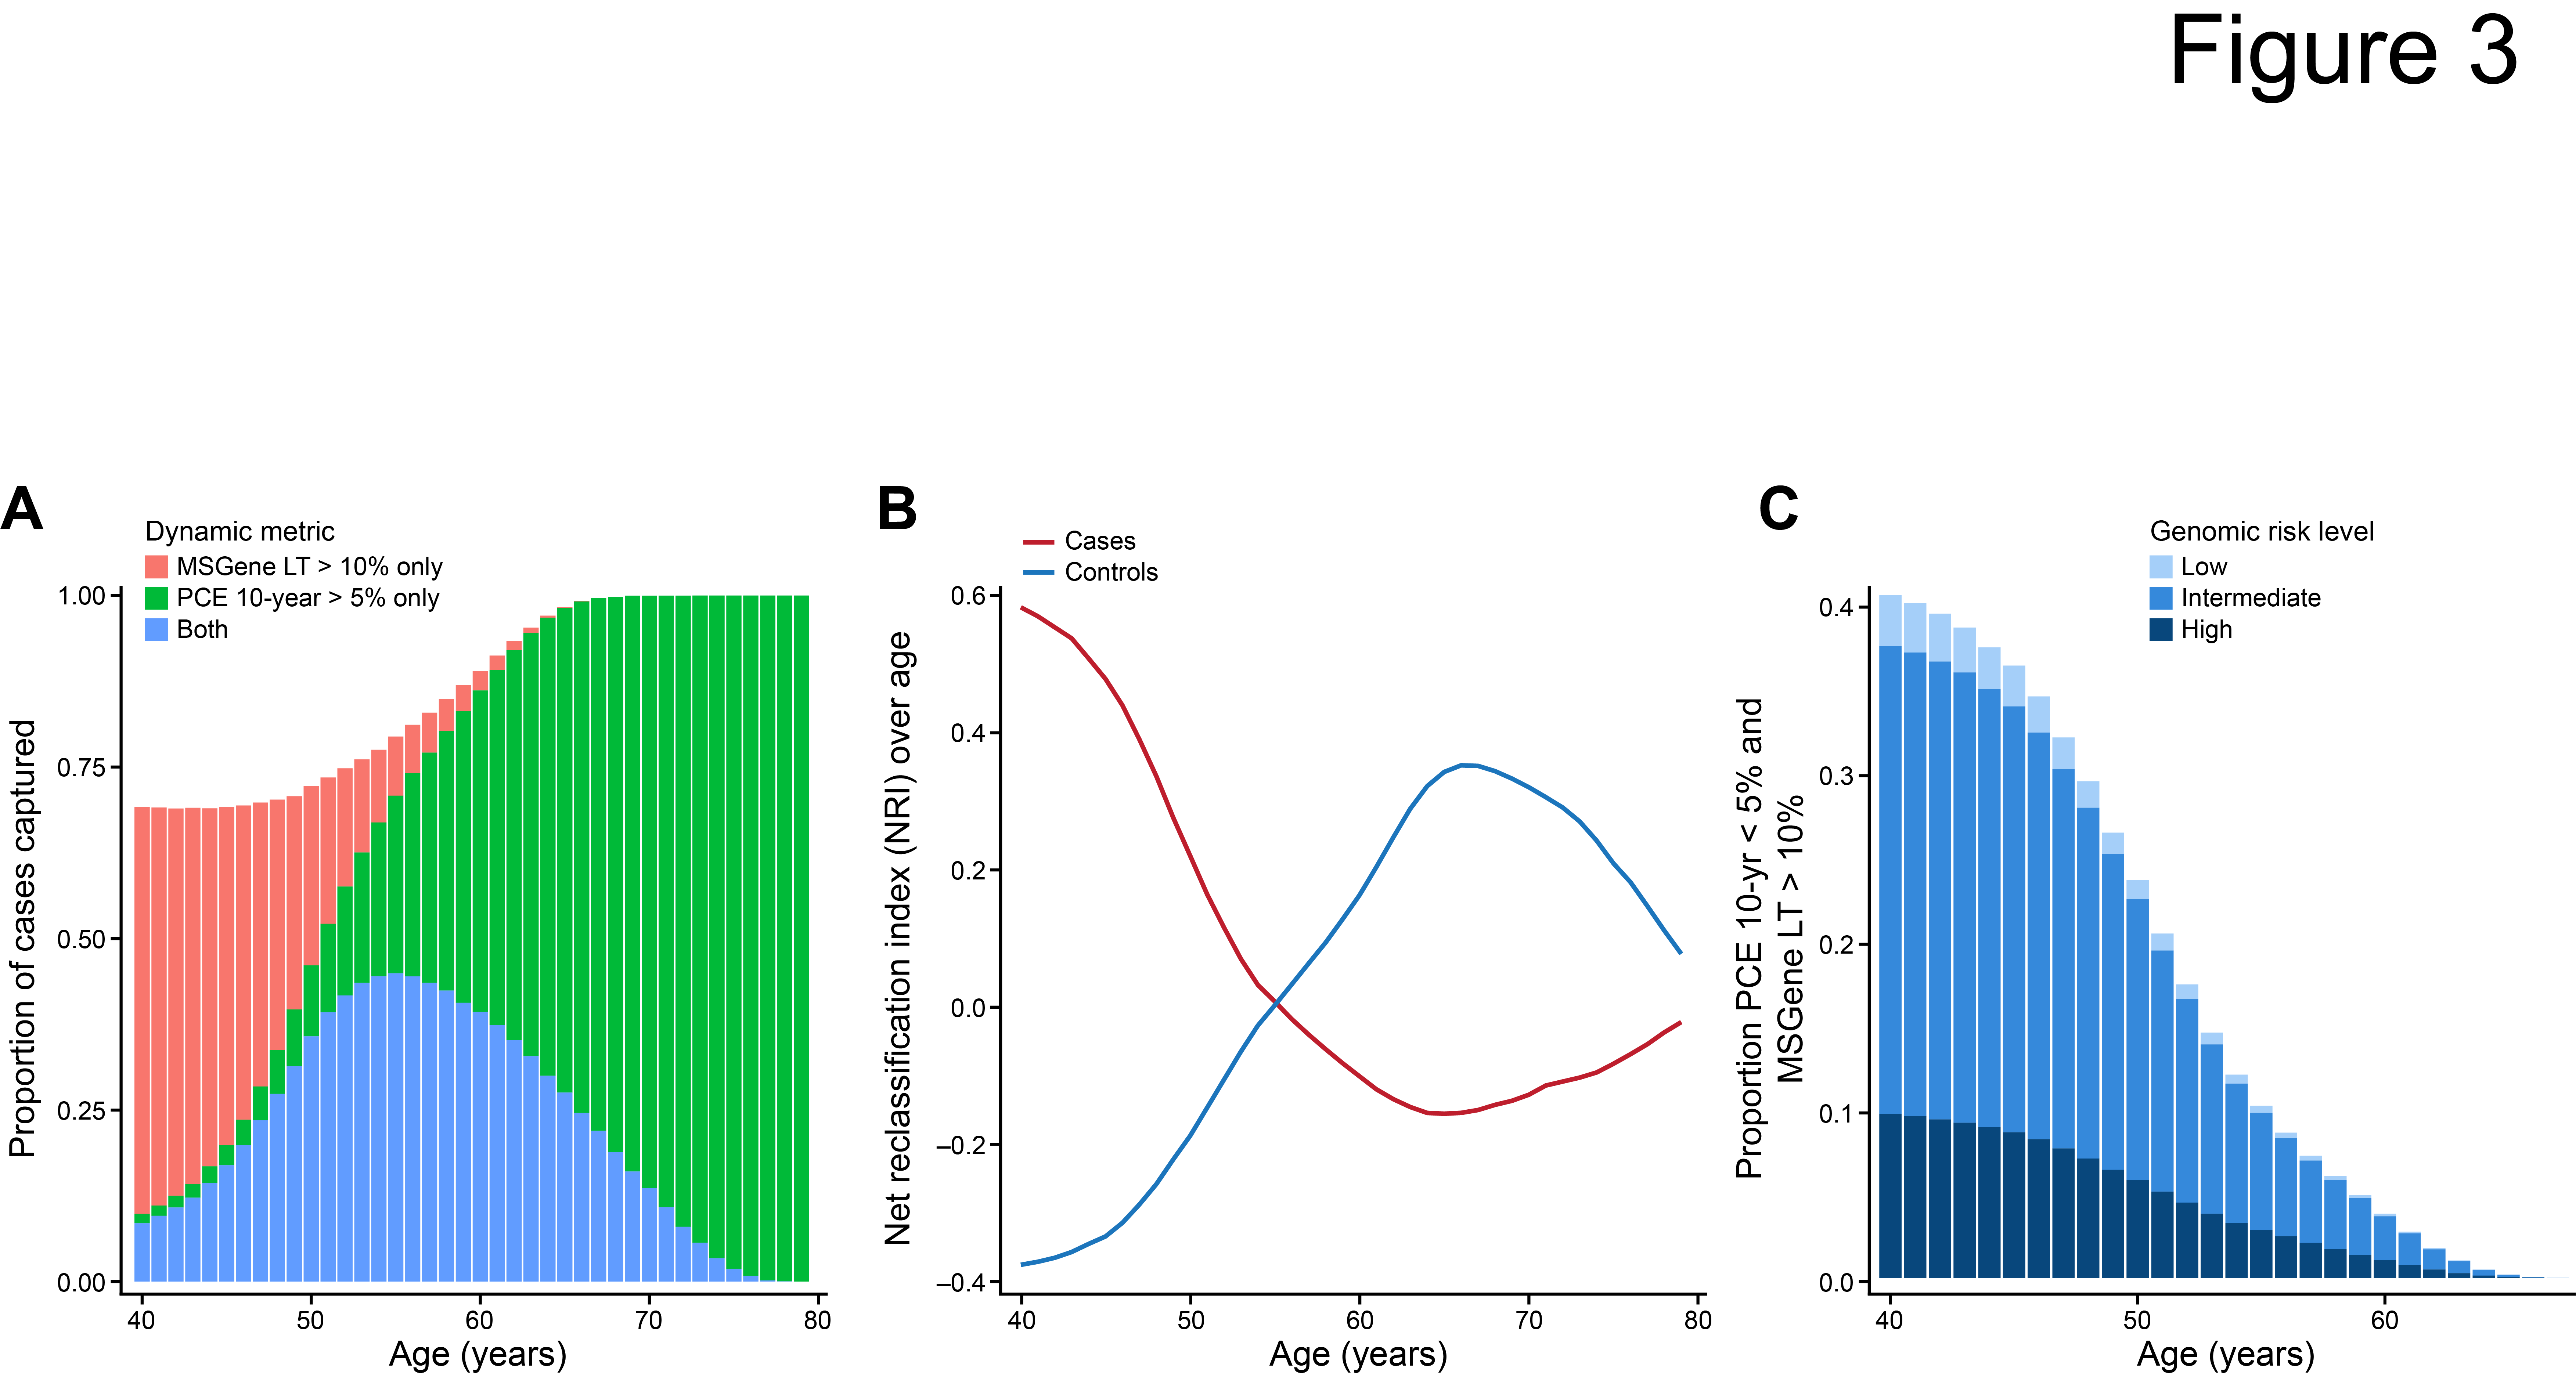 Figure 3
A
Dynamic metric
MSGene LT > 10% only
PCE 10-year > 5% only
Both
Proportion of cases captured
1.00
0.75
0.50
0.25
0.00
40 50 60 70 80
Age (years)
B
Cases
Controls
Net reclassification index (NRI) over age
0.6
0.4
0.2
0.0
–0.2
–0.4
40 50 60 70 80
Age (years)
C
Genomic risk level
Low
Intermediate
High
Proportion PCE 10-yr < 5% and
MSGene LT > 10%
0.4
0.3
0.2
0.1
0.0
40 50 60
Age (years)